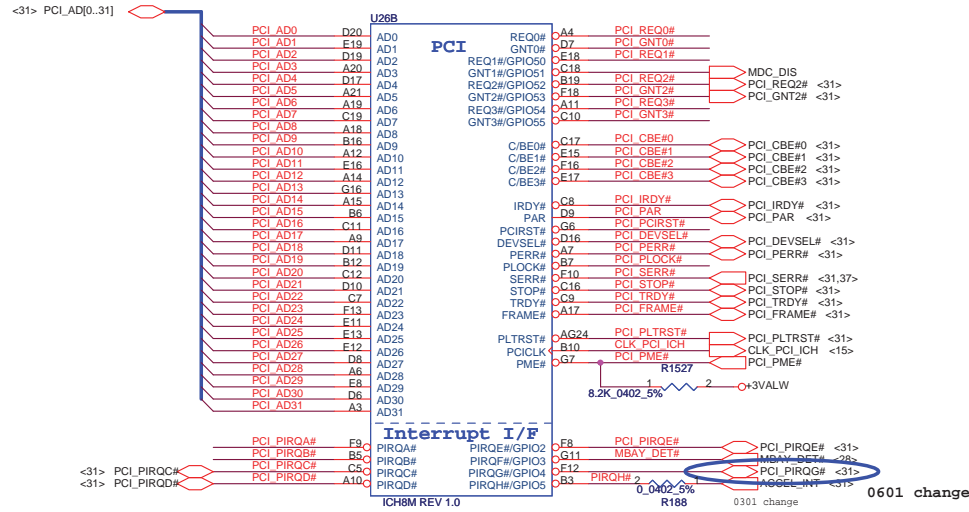 <31> PCI_AD[0..31]
U26B
PCI
PCI_AD0 D20 AD0
PCI_AD1 E19 AD1
PCI_AD2 D19 AD2
PCI_AD3 A20 AD3
PCI_AD4 D17 AD4
PCI_AD5 A21 AD5
PCI_AD6 A19 AD6
PCI_AD7 C19 AD7
PCI_AD8 A18 AD8
PCI_AD9 B16 AD9
PCI_AD10 A12 AD10
PCI_AD11 E16 AD11
PCI_AD12 A14 AD12
PCI_AD13 G16 AD13
PCI_AD14 A15 AD14
PCI_AD15 B6 AD15
PCI_AD16 C11 AD16
PCI_AD17 A9 AD17
PCI_AD18 D11 AD18
PCI_AD19 B12 AD19
PCI_AD20 C12 AD20
PCI_AD21 D10 AD21
PCI_AD22 C7 AD22
PCI_AD23 F13 AD23
PCI_AD24 E11 AD24
PCI_AD25 E13 AD25
PCI_AD26 E12 AD26
PCI_AD27 D8 AD27
PCI_AD28 A6 AD28
PCI_AD29 E8 AD29
PCI_AD30 D6 AD30
PCI_AD31 A3 AD31
REQ0# A4 PCI_REQ0#
GNT0# D7 PCI_GNT0#
REQ1#/GPIO50 E18 PCI_REQ1#
GNT1#/GPIO51 C18 MDC_DIS
REQ2#/GPIO52 B19 PCI_REQ2# PCI_REQ2# <31>
GNT2#/GPIO53 F18 PCI_GNT2# PCI_GNT2# <31>
REQ3#/GPIO54 A11 PCI_REQ3#
GNT3#/GPIO55 C10 PCI_GNT3#
C/BE0# C17 PCI_CBE#0 PCI_CBE#0 <31>
C/BE1# E15 PCI_CBE#1 PCI_CBE#1 <31>
C/BE2# F16 PCI_CBE#2 PCI_CBE#2 <31>
C/BE3# E17 PCI_CBE#3 PCI_CBE#3 <31>
IRDY# C8 PCI_IRDY# PCI_IRDY# <31>
PAR D9 PCI_PAR PCI_PAR <31>
PCIRST# G6 PCI_PCIRST#
DEVSEL# D16 PCI_DEVSEL# PCI_DEVSEL# <31>
PERR# A7 PCI_PERR# PCI_PERR# <31>
PLOCK# B7 PCI_PLOCK#
SERR# F10 PCI_SERR# PCI_SERR# <31,37>
STOP# C16 PCI_STOP# PCI_STOP# <31>
TRDY# C9 PCI_TRDY# PCI_TRDY# <31>
FRAME# A17 PCI_FRAME# PCI_FRAME# <31>
PLTRST# AG24 PCI_PLTRST# PCI_PLTRST# <31>
PCICLK B10 CLK_PCI_ICH CLK_PCI_ICH <15>
PME# G7 PCI_PME# PCI_PME#
R1527
1 2 +3VALW
8.2K_0402_5%
Interrupt I/F
PCI_PIRQA# F9 PIRQA#
PCI_PIRQB# B5 PIRQB#
<31> PCI_PIRQC# PCI_PIRQC# C5 PIRQC#
<31> PCI_PIRQD# PCI_PIRQD# A10 PIRQD#
PIRQE#/GPIO2 F8 PCI_PIRQE# PCI_PIRQE# <31>
PIRQF#/GPIO3 G11 MBAY_DET# MBAY_DET# <28>
PIRQG#/GPIO4 F12 PCI_PIRQG# <31>
PIRQH#/GPIO5 B3 PIRQH# 2 1 ACCEL_INT <31>
0_0402_5%
R188
ICH8M REV 1.0
0301 change
0601 change